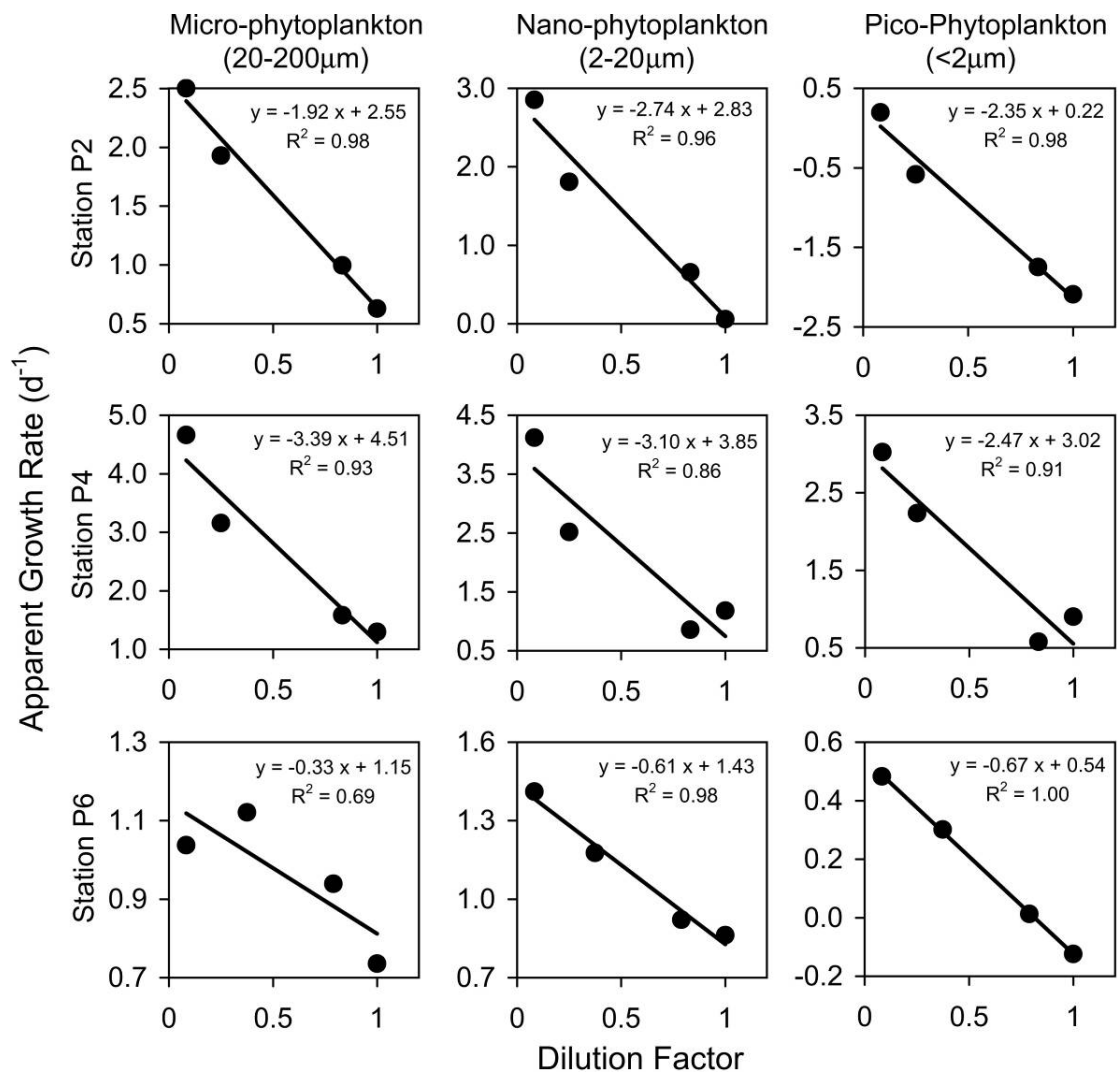 Micro-phytoplankton
(20-200μm)
Nano-phytoplankton
(2-20μm)
Pico-Phytoplankton
(<2μm)
Apparent Growth Rate (d⁻¹)
Station P2
2.5
2.0
1.5
1.0
0.5
y = -1.92 x + 2.55
R² = 0.98
0 0.5 1
3.0
2.0
1.0
0.0
y = -2.74 x + 2.83
R² = 0.96
0 0.5 1
0.5
-0.5
-1.5
-2.5
y = -2.35 x + 0.22
R² = 0.98
0 0.5 1
Station P4
5.0
4.0
3.0
2.0
1.0
y = -3.39 x + 4.51
R² = 0.93
0 0.5 1
4.5
3.5
2.5
1.5
0.5
y = -3.10 x + 3.85
R² = 0.86
0 0.5 1
3.5
2.5
1.5
0.5
y = -2.47 x + 3.02
R² = 0.91
0 0.5 1
Station P6
1.3
1.1
0.9
0.7
y = -0.33 x + 1.15
R² = 0.69
0 0.5 1
1.6
1.3
1.0
0.7
y = -0.61 x + 1.43
R² = 0.98
0 0.5 1
0.6
0.4
0.2
0.0
-0.2
y = -0.67 x + 0.54
R² = 1.00
0 0.5 1
Dilution Factor